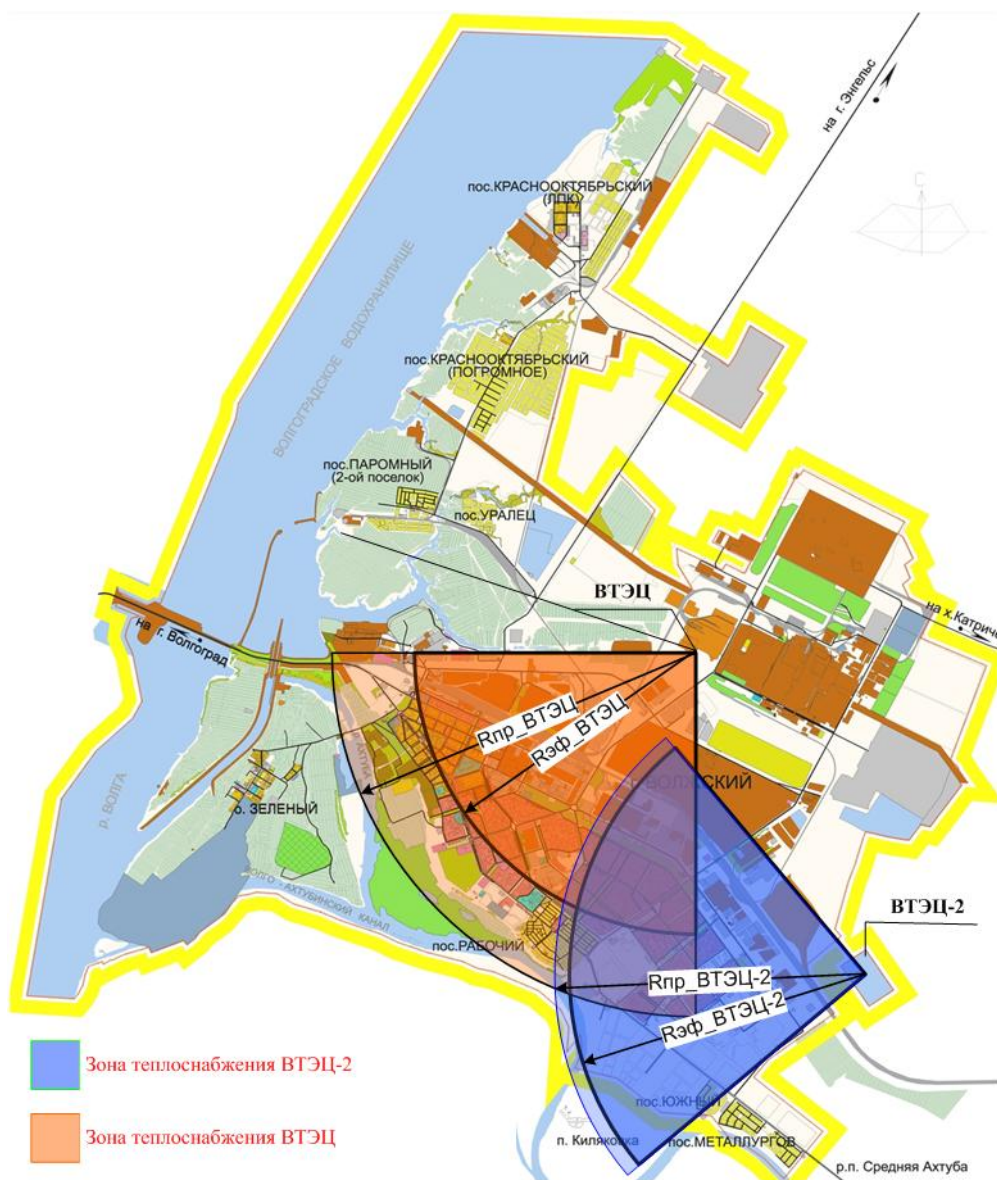 на г. Энгельс
С
пос.КРАСНООКТЯБРЬСКИЙ
(ЛПК)
ВОЛГОГРАДСКОЕ ВОДОХРАНИЛИЩЕ
пос.КРАСНООКТЯБРЬСКИЙ
(ПОГРОМНОЕ)
пос.ПАРОМНЫЙ
(2-ой поселок)
пос.УРАЛЕЦ
ВТЭЦ
на х.Катриче
на г. Волгоград
Rпр_ВТЭЦ
Rэф_ВТЭЦ
АХТУБА
ВОЛЖСКИЙ
р. ВОЛГА
о. ЗЕЛЕНЫЙ
ВОЛГО - АХТУБИНСКИЙ КАНАЛ
ВТЭЦ-2
пос.РАБОЧИЙ
Rпр_ВТЭЦ-2
Rэф_ВТЭЦ-2
Зона теплоснабжения ВТЭЦ-2
пос.ЮЖНЫЙ
Зона теплоснабжения ВТЭЦ
п. Киляковка
пос.МЕТАЛЛУРГОВ
р.п. Средняя Ахтуба